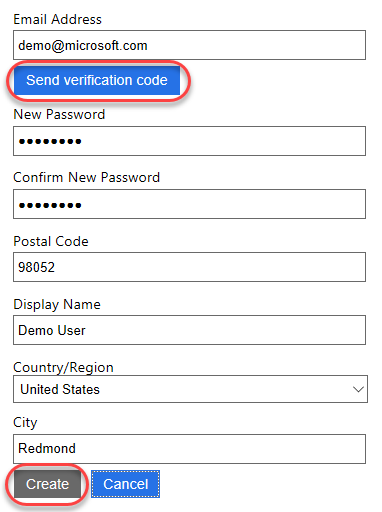 Email Address
demo@microsoft.com
Send verification code
New Password
●●●●●●●●
Confirm New Password
●●●●●●●●
Postal Code
98052
Display Name
Demo User
Country/Region
United States
City
Redmond
Create Cancel